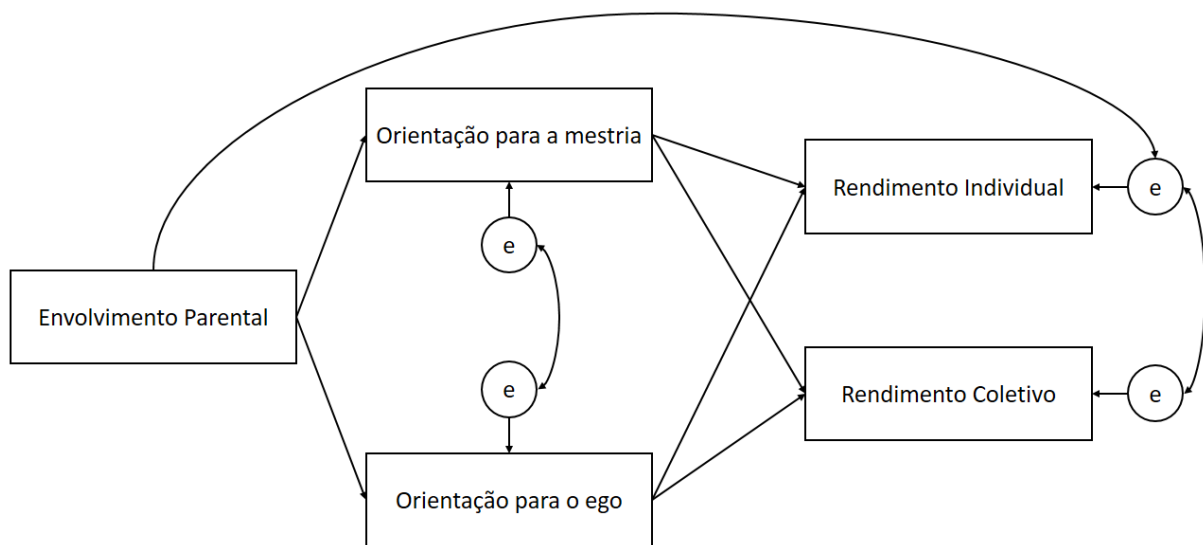 Orientação para a mestria
Rendimento Individual
e
e
Envolvimento Parental
e
Rendimento Coletivo
e
Orientação para o ego